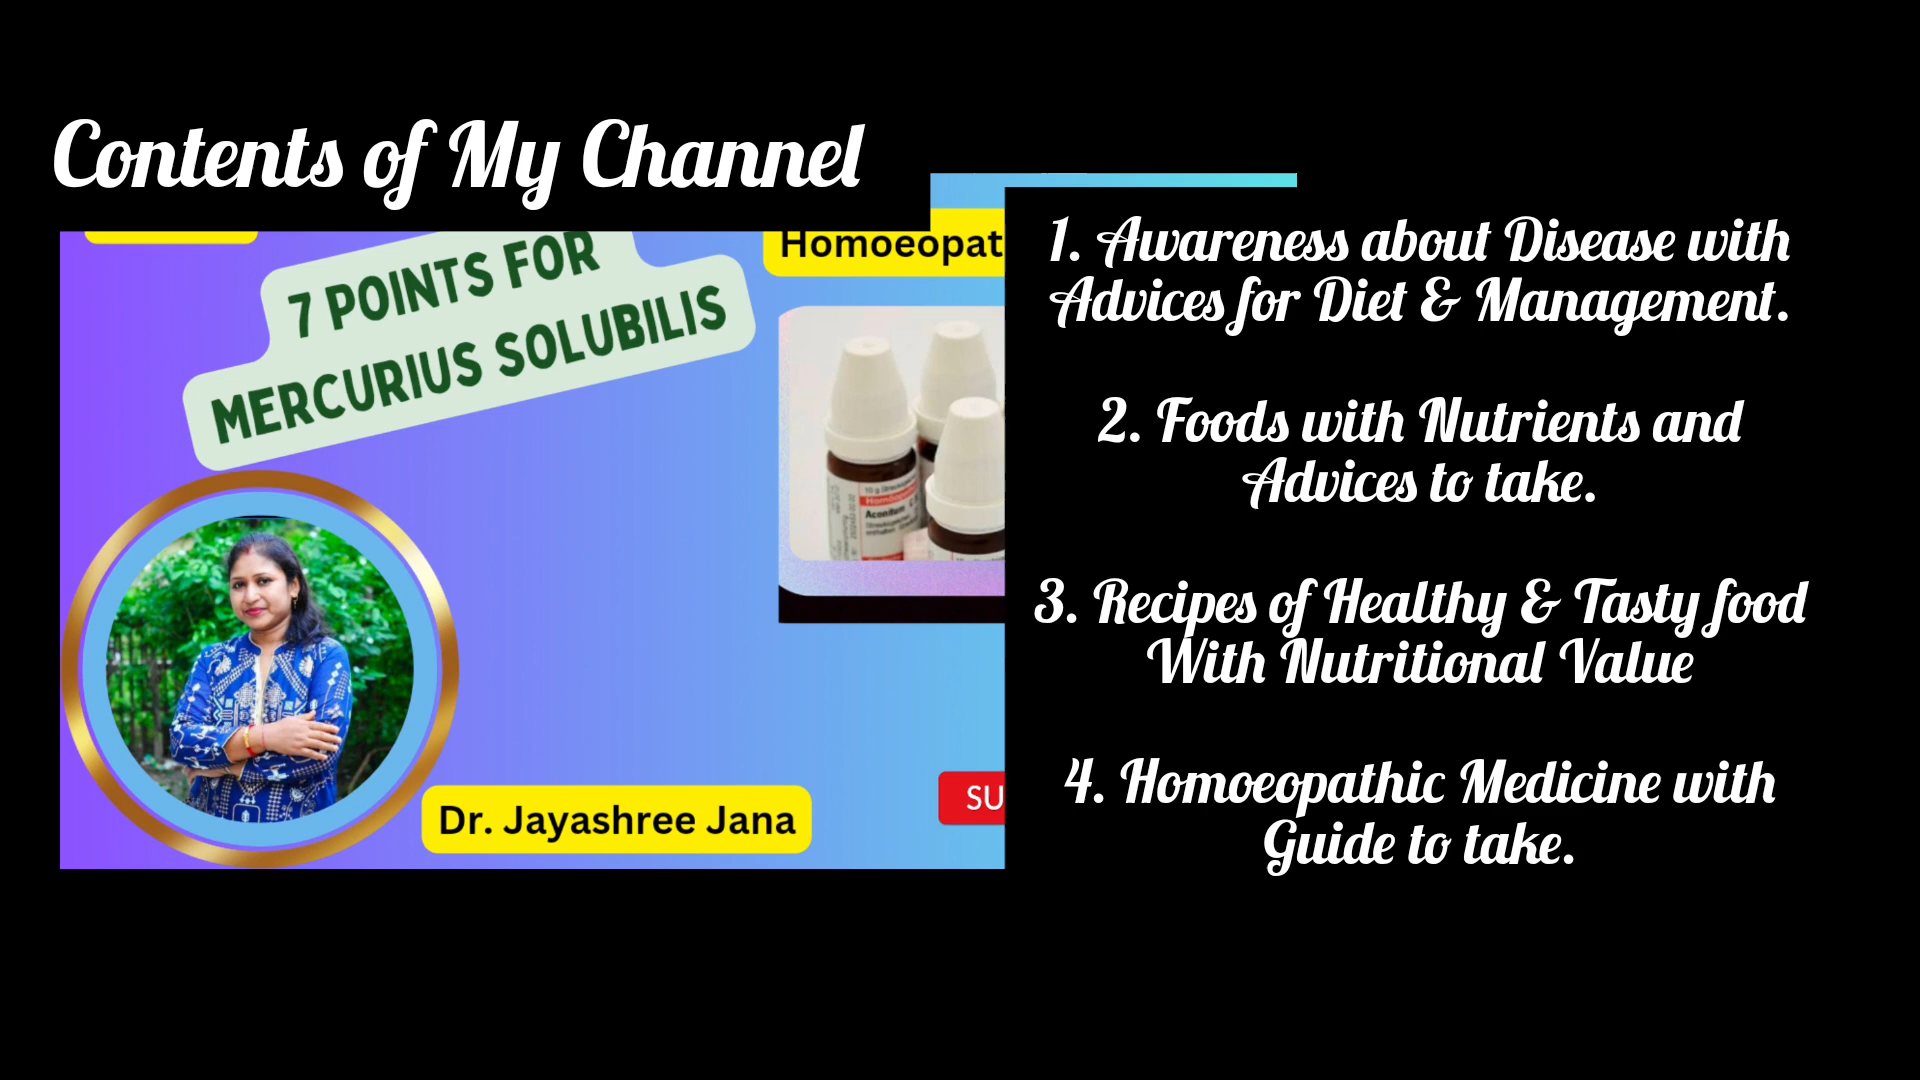 Contents of My Channel
7 POINTS FOR
MERCURIUS SOLUBILIS
Homoeopat
Aconitum
Dr. Jayashree Jana
SU
1. Awareness about Disease with
Advices for Diet & Management.
2. Foods with Nutrients and
Advices to take.
3. Recipes of Healthy & Tasty food
With Nutritional Value
4. Homoeopathic Medicine with
Guide to take.